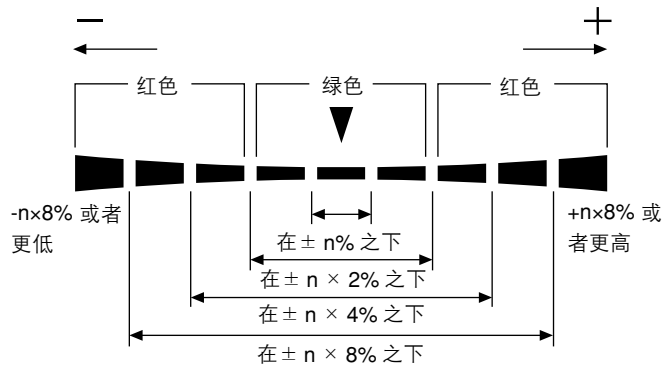 − +
红色 绿色 红色
-n×8% 或者
更低
+n×8% 或
者更高
在± n% 之下
在± n × 2% 之下
在± n × 4% 之下
在± n × 8% 之下